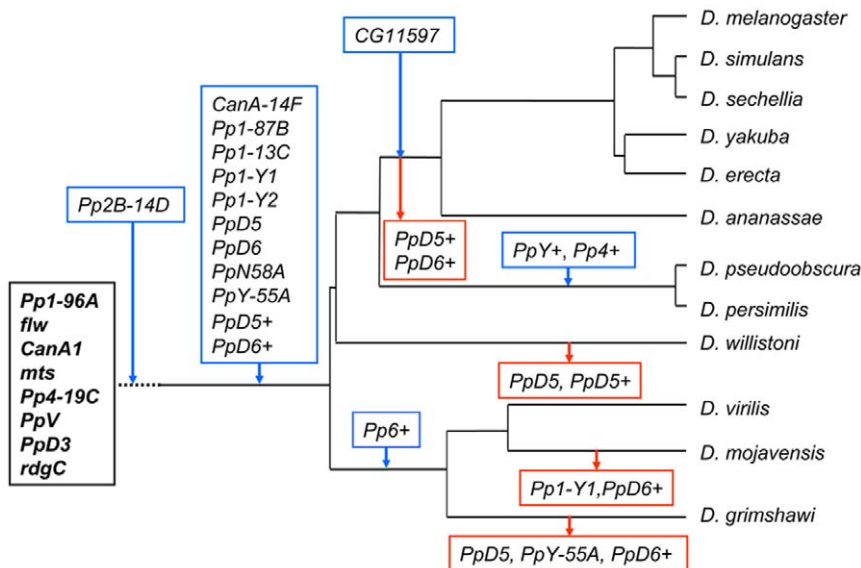 CG11597
D. melanogaster
D. simulans
D. sechellia
D. yakuba
D. erecta
D. ananassae
D. pseudoobscura
D. persimilis
D. willistoni
D. virilis
D. mojavensis
D. grimshawi
CanA-14F
Pp1-87B
Pp1-13C
Pp1-Y1
Pp1-Y2
PpD5
PpD6
PpN58A
PpY-55A
PpD5+
PpD6+
Pp2B-14D
Pp1-96A
flw
CanA1
mts
Pp4-19C
PpV
PpD3
rdgC
PpD5+
PpD6+
PpY+, Pp4+
PpD5, PpD5+
Pp6+
Pp1-Y1,PpD6+
PpD5, PpY-55A, PpD6+